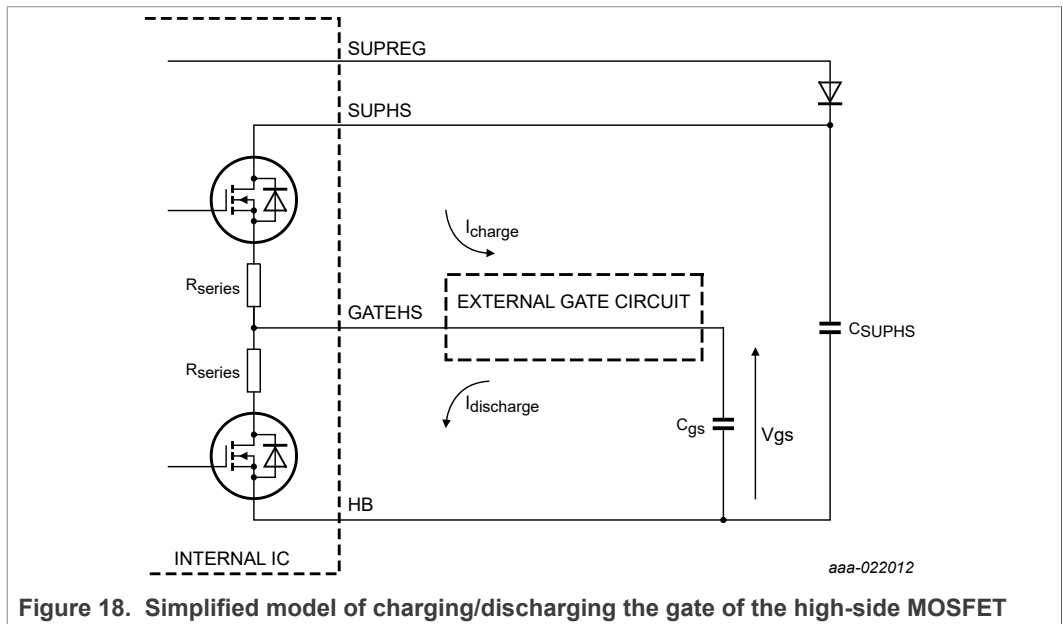 SUPREG
SUPHS
Icharge
Rseries
EXTERNAL GATE CIRCUIT
GATEHS
CSUPHS
Rseries
Idischarge
Cgs
Vgs
HB
INTERNAL IC
aaa-022012
Figure 18. Simplified model of charging/discharging the gate of the high-side MOSFET